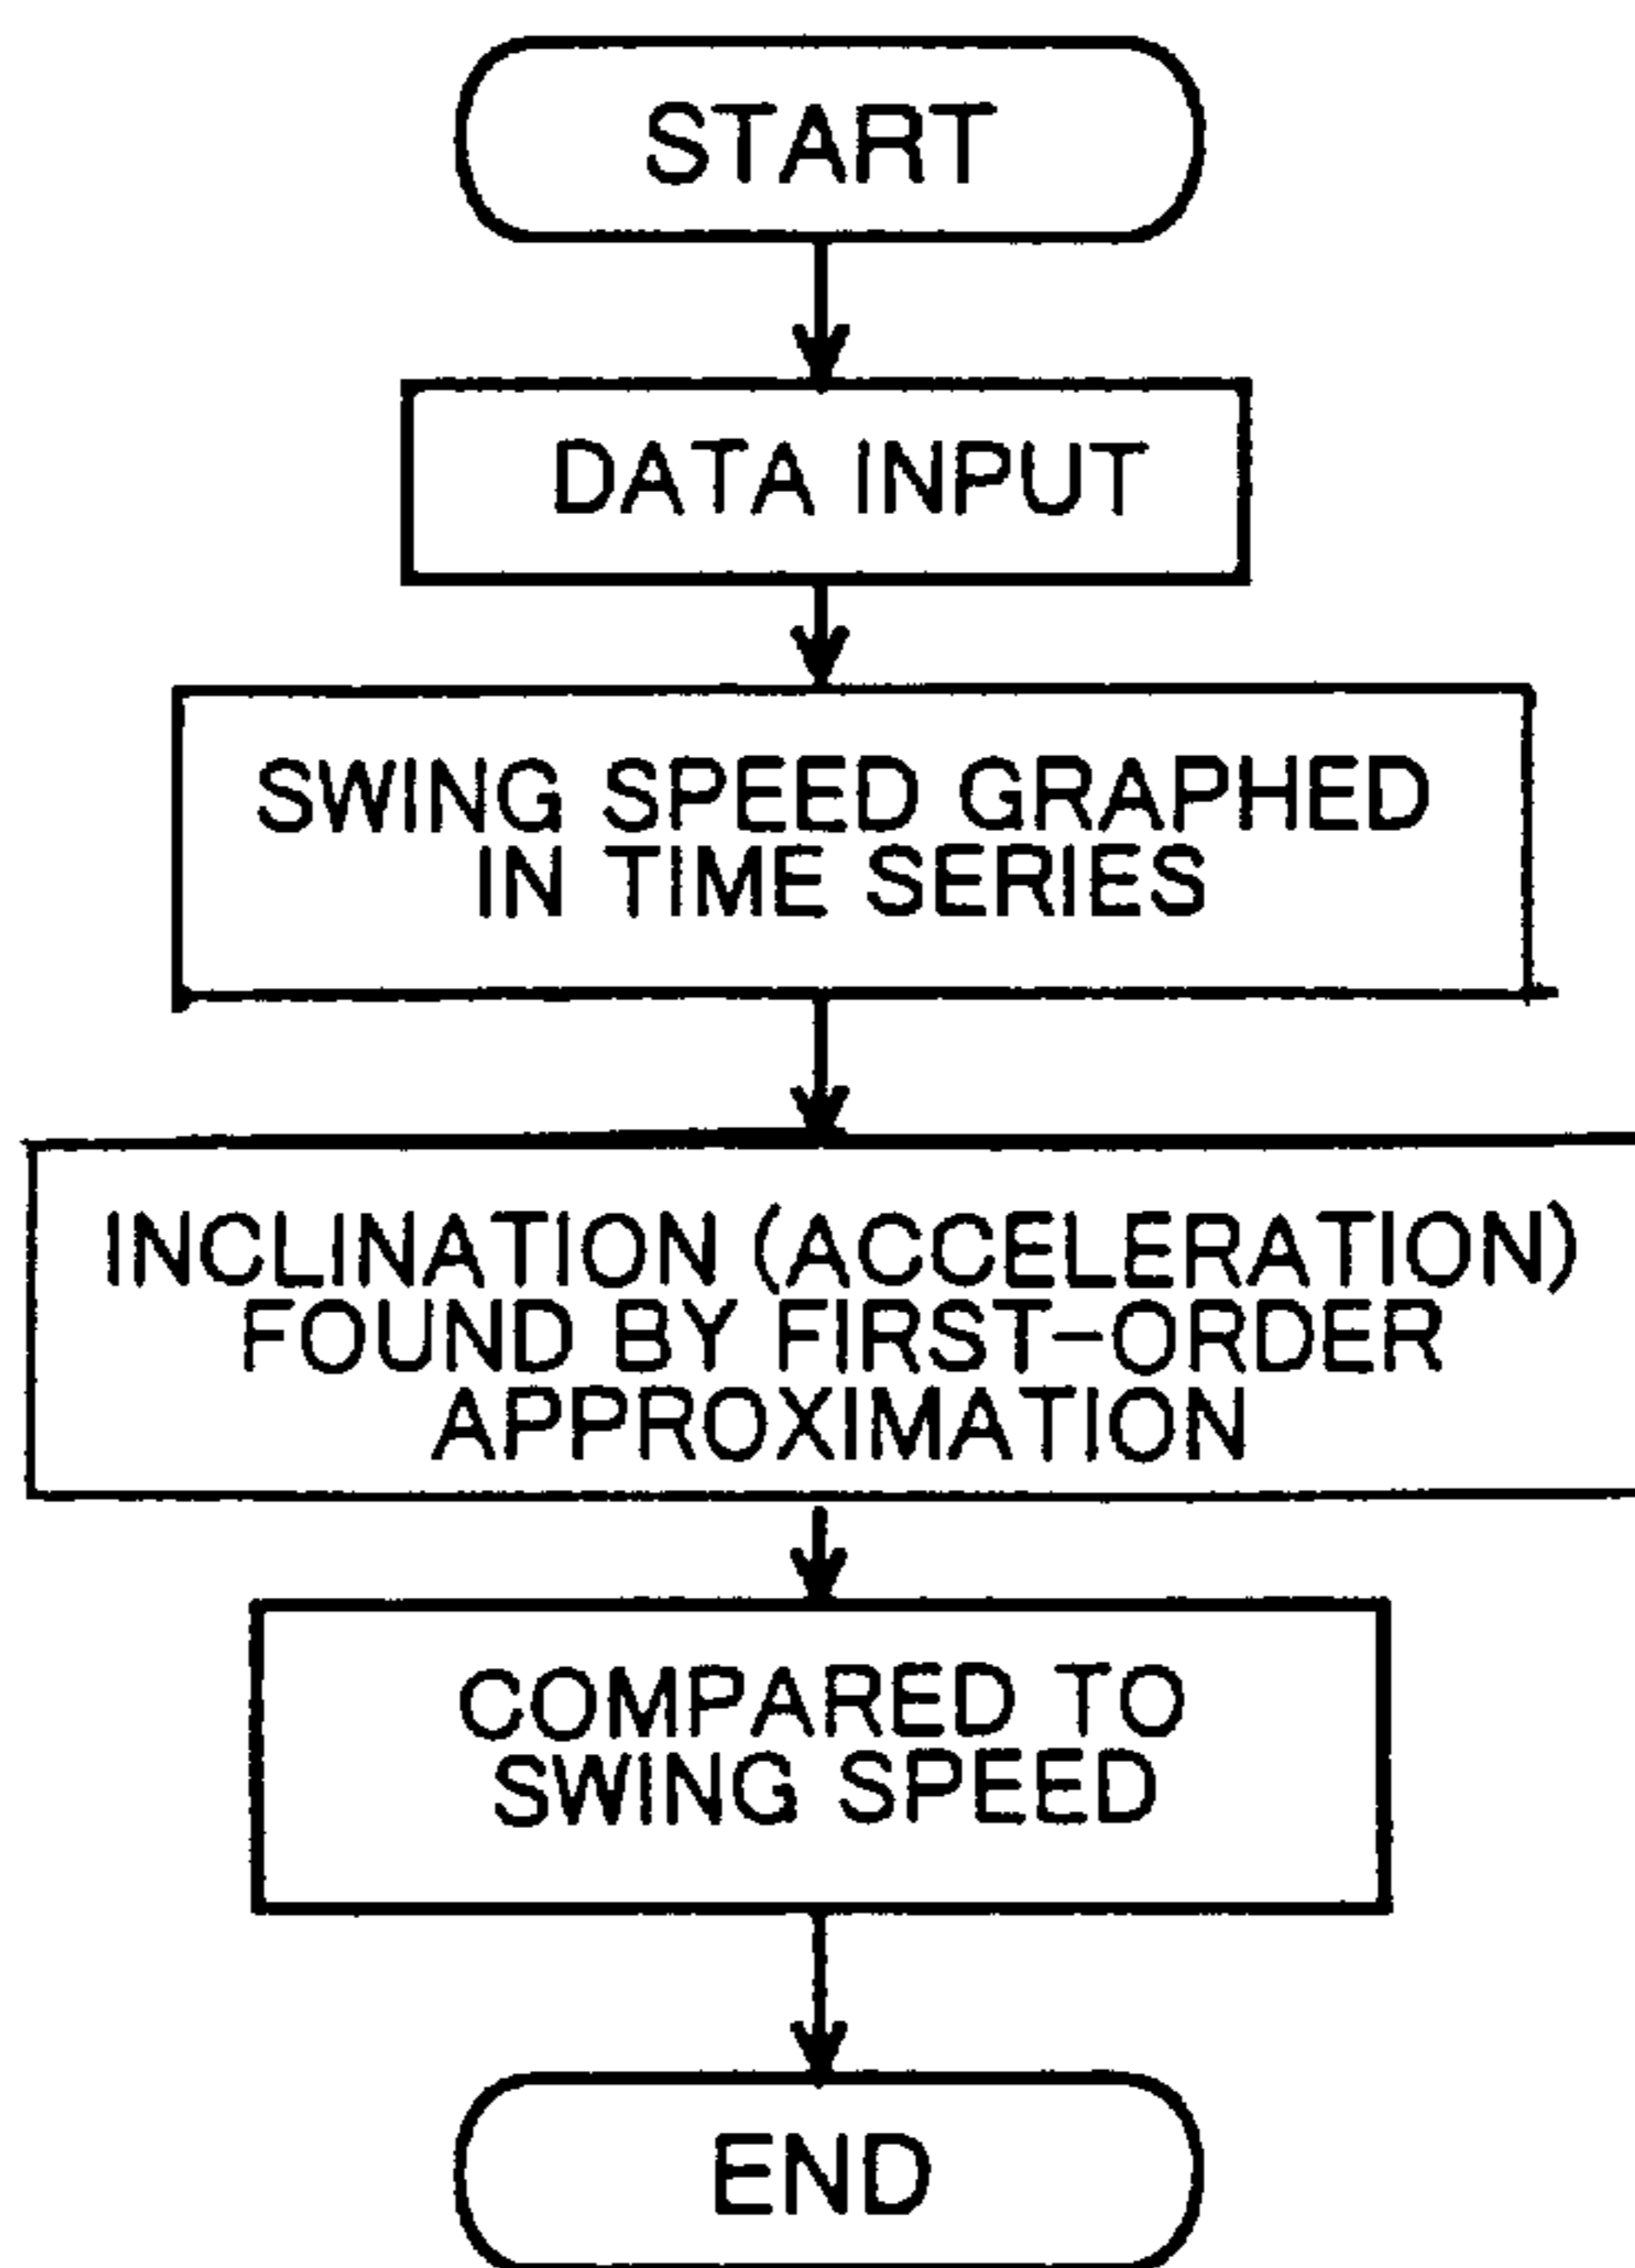 START
DATA INPUT
SWING SPEED GRAPHED
IN TIME SERIES
INCLINATION (ACCELERATION)
FOUND BY FIRST-ORDER
APPROXIMATION
COMPARED TO
SWING SPEED
END